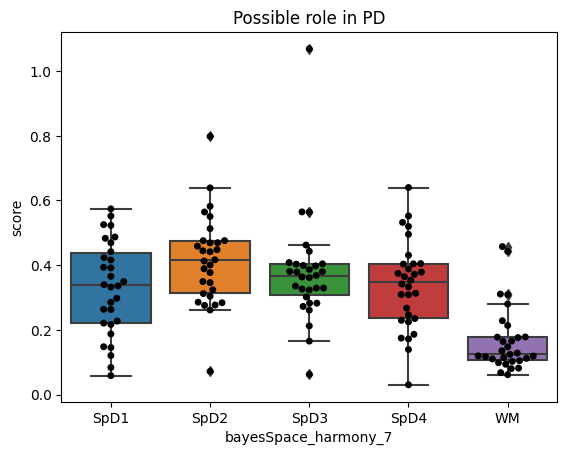 Possible role in PD
score
1.0
0.8
0.6
0.4
0.2
0.0
SpD1 SpD2 SpD3 SpD4 WM
bayesSpace_harmony_7